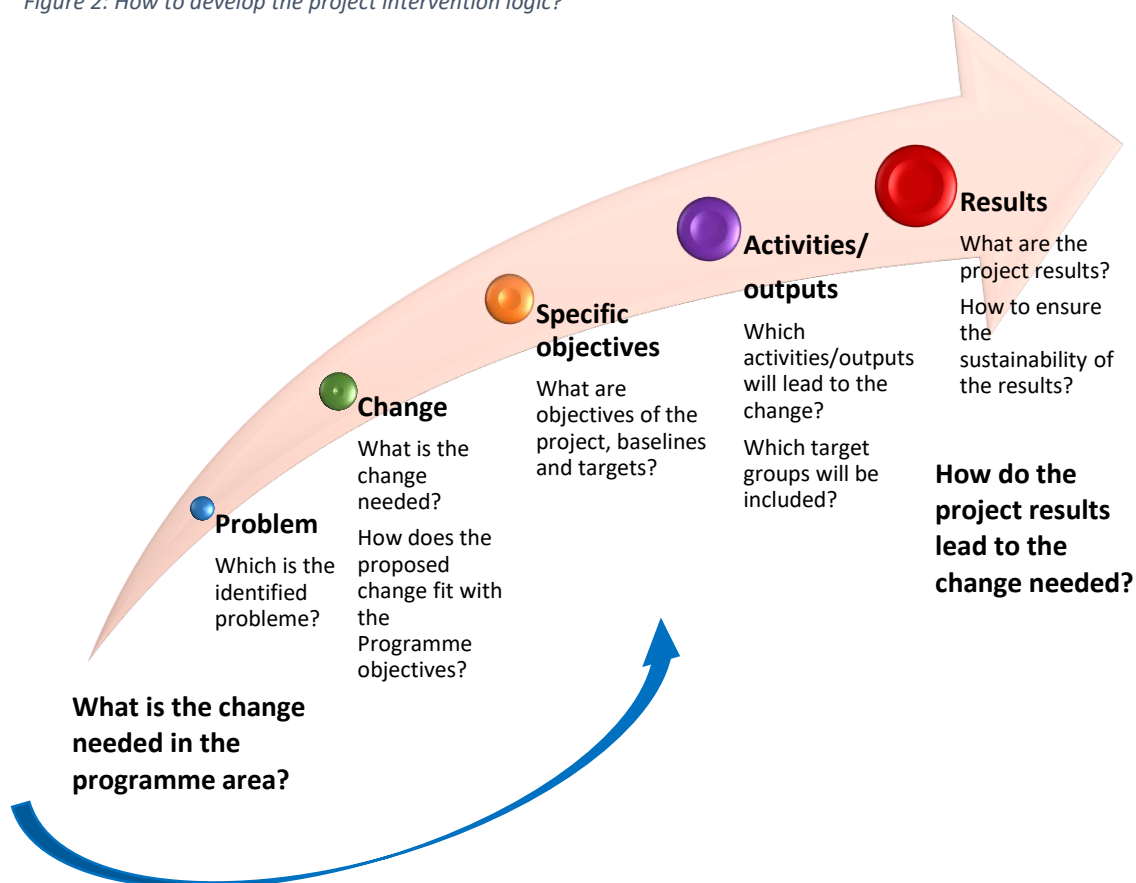 Figure 2: How to develop the project intervention logic?
Problem
Which is the
identified
probleme?
Change
What is the
change
needed?
How does the
proposed
change fit with
the
Programme
objectives?
Specific
objectives
What are
objectives of the
project, baselines
and targets?
Activities/
outputs
Which
activities/outputs
will lead to the
change?
Which target
groups will be
included?
Results
What are the
project results?
How to ensure
the
sustainability of
the results?
What is the change
needed in the
programme area?
How do the
project results
lead to the
change needed?